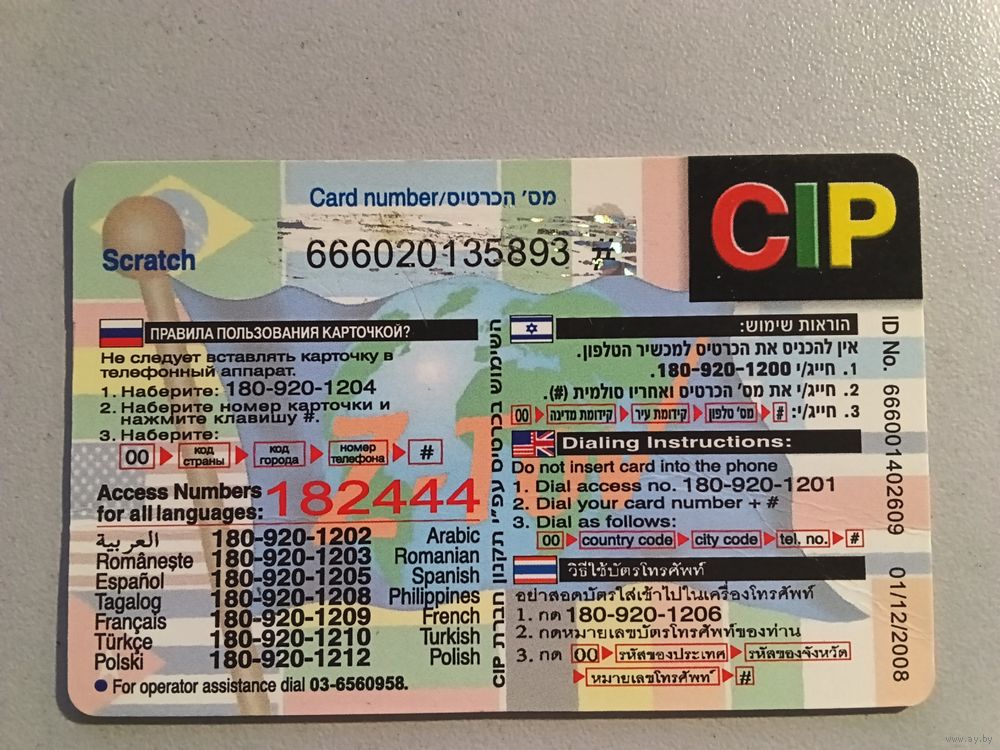 Card number/מס׳ הכרטיס
Scratch
666020135893 #
CIP
ПРАВИЛА ПОЛЬЗОВАНИЯ КАРТОЧКОЙ?
Не следует вставлять карточку в
телефонный аппарат.
1. Наберите: 180-920-1204
2. Наберите номер карточки и
нажмите клавишу #.
3. Наберите:
00 код страны код города номер телефона #
Access Numbers
for all languages: 182444
العربية 180-920-1202 Arabic
Românește 180-920-1203 Romanian
Español 180-920-1205 Spanish
Tagalog 180-920-1208 Philippines
Français 180-920-1209 French
Türkçe 180-920-1210 Turkish
Polski 180-920-1212 Polish
● For operator assistance dial 03-6560958.
השימוש בכרטיס עפ״י תקנון חברת CIP
הוראות שימוש:
אין להכניס את הכרטיס למכשיר הטלפון.
1. חייג/י 180-920-1200.
2. חייג/י את מס׳ הכרטיס ואחריו סולמית (#).
3. חייג/י: # מס׳ טלפון קידומת עיר קידומת מדינה 00
Dialing Instructions:
Do not insert card into the phone
1. Dial access no. 180-920-1201
2. Dial your card number + #
3. Dial as follows:
00 country code city code tel. no. #
วิธีใช้บัตรโทรศัพท์
อย่าสอดบัตรใส่เข้าไปในเครื่องโทรศัพท์
1. กด 180-920-1206
2. กดหมายเลขบัตรโทรศัพท์ของท่าน
3. กด 00 รหัสของประเทศ รหัสของจังหวัด
หมายเลขโทรศัพท์ #
ID No. 666001402609 01/12/2008
www.ay.by